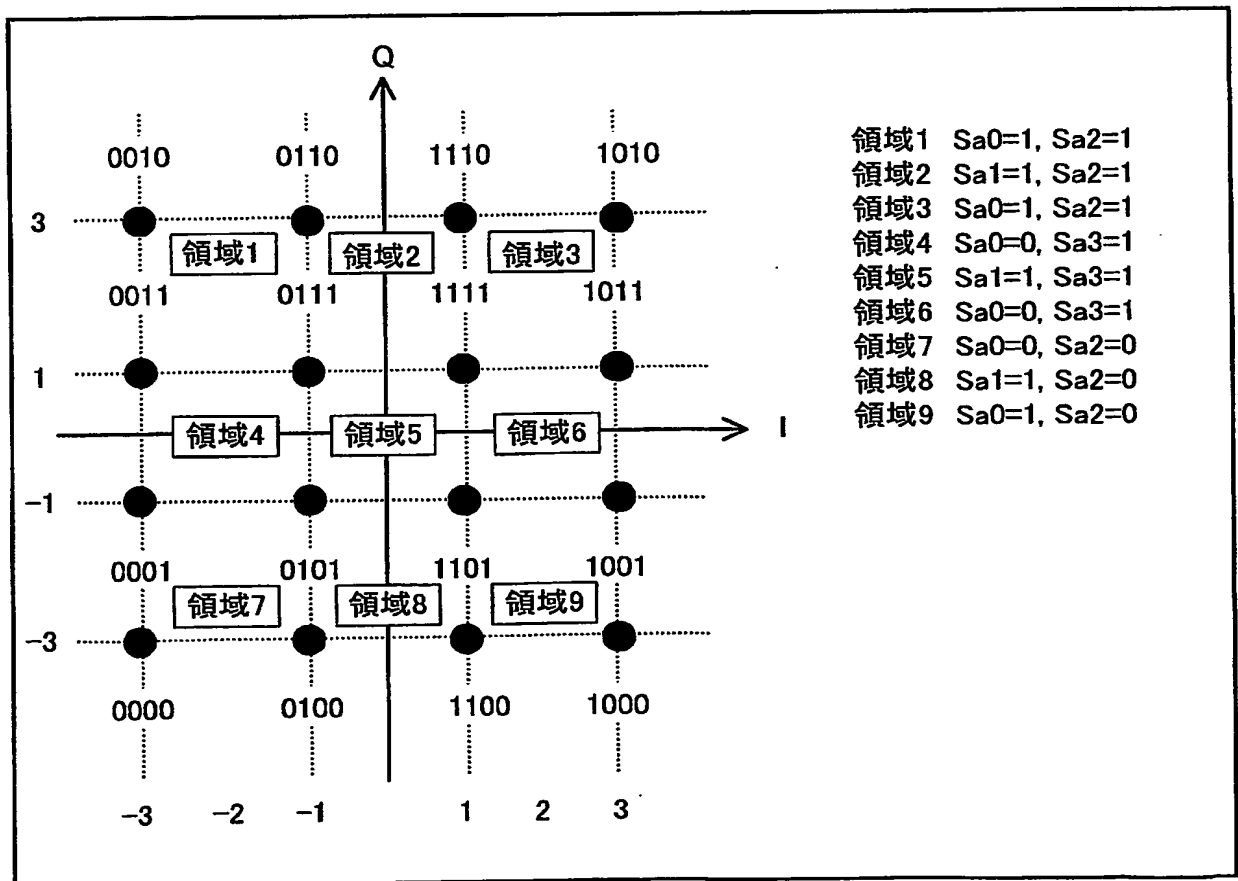 Q
0010 0110 1110 1010
3
領域1 領域2 領域3
0011 0111 1111 1011
1
領域4 領域5 領域6
I
-1
0001 0101 1101 1001
領域7 領域8 領域9
-3
0000 0100 1100 1000
-3 -2 -1 1 2 3
領域1 Sa0=1, Sa2=1
領域2 Sa1=1, Sa2=1
領域3 Sa0=1, Sa2=1
領域4 Sa0=0, Sa3=1
領域5 Sa1=1, Sa3=1
領域6 Sa0=0, Sa3=1
領域7 Sa0=0, Sa2=0
領域8 Sa1=1, Sa2=0
領域9 Sa0=1, Sa2=0